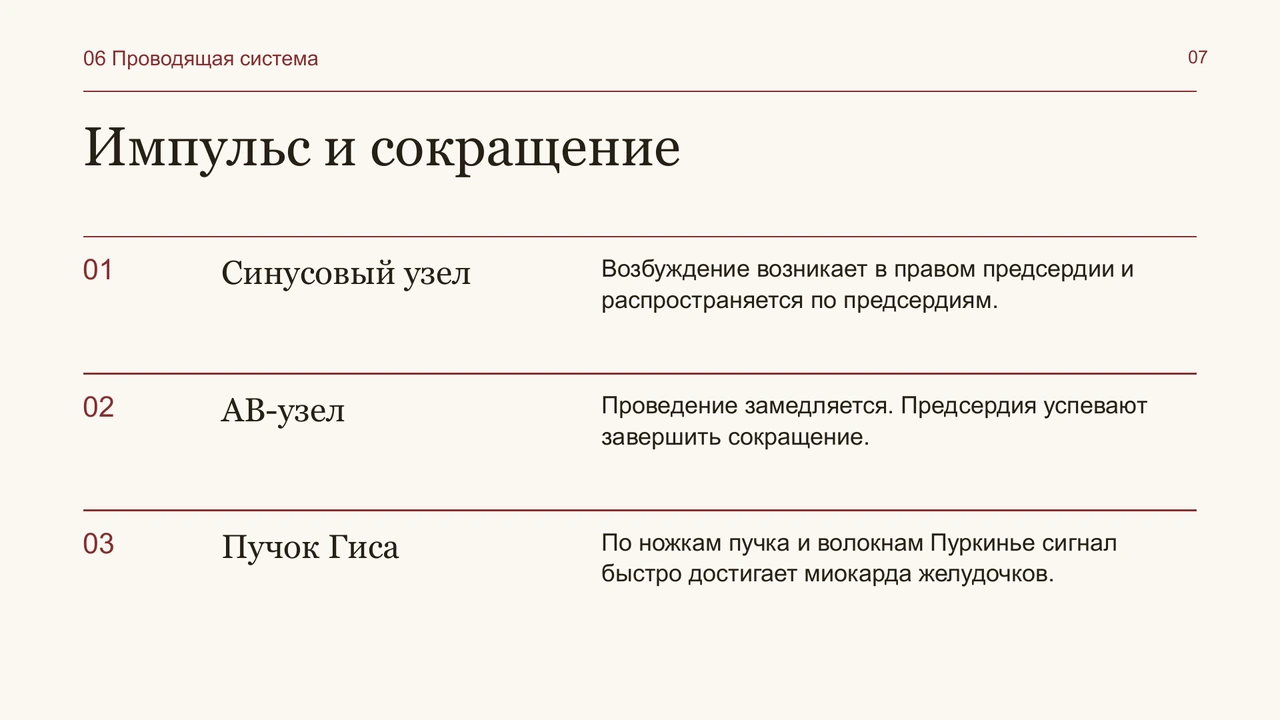 06 Проводящая система
07
Импульс и сокращение
01
Синусовый узел
Возбуждение возникает в правом предсердии и
распространяется по предсердиям.
02
АВ-узел
Проведение замедляется. Предсердия успевают
завершить сокращение.
03
Пучок Гиса
По ножкам пучка и волокнам Пуркинье сигнал
быстро достигает миокарда желудочков.